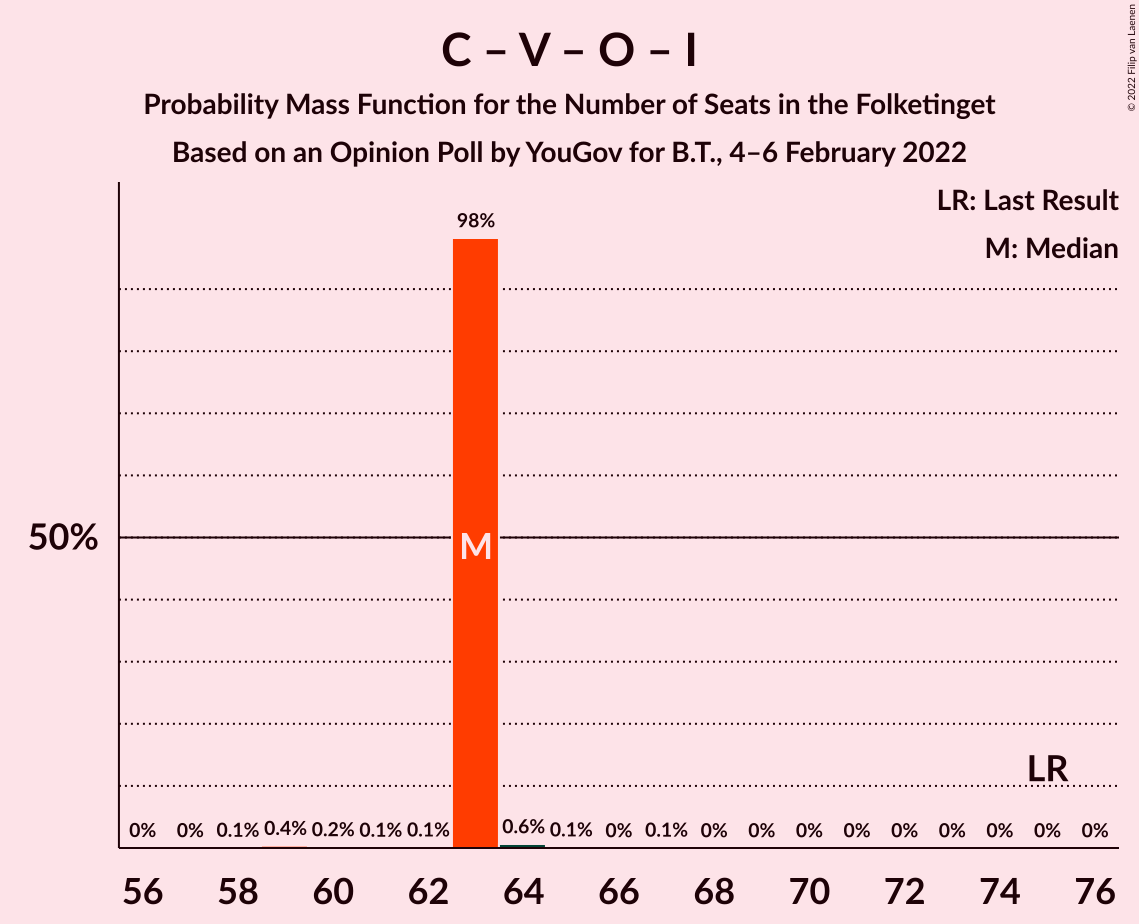 C – V – O – I
Probability Mass Function for the Number of Seats in the Folketinget
Based on an Opinion Poll by YouGov for B.T., 4–6 February 2022
© 2022 Filip van Laenen
LR: Last Result
M: Median
98%
50%
M
LR
0% 0% 0.1% 0.4% 0.2% 0.1% 0.1% 0.6% 0.1% 0% 0.1% 0% 0% 0% 0% 0% 0% 0% 0% 0%
56 58 60 62 64 66 68 70 72 74 76